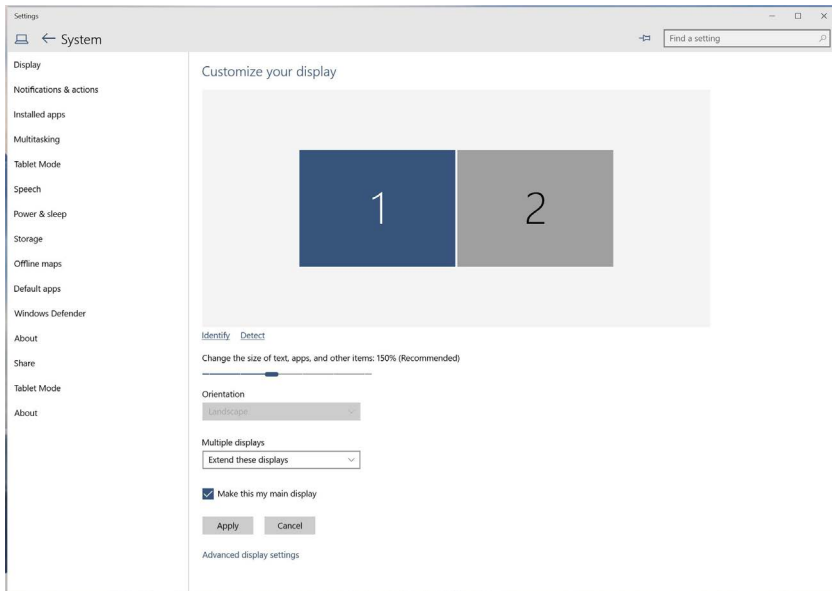 Settings
System
Find a setting
Display
Notifications & actions
Installed apps
Multitasking
Tablet Mode
Speech
Power & sleep
Storage
Offline maps
Default apps
Windows Defender
About
Share
Tablet Mode
About
Customize your display
1
2
Identify Detect
Change the size of text, apps, and other items: 150% (Recommended)
Orientation
Landscape
Multiple displays
Extend these displays
Make this my main display
Apply Cancel
Advanced display settings